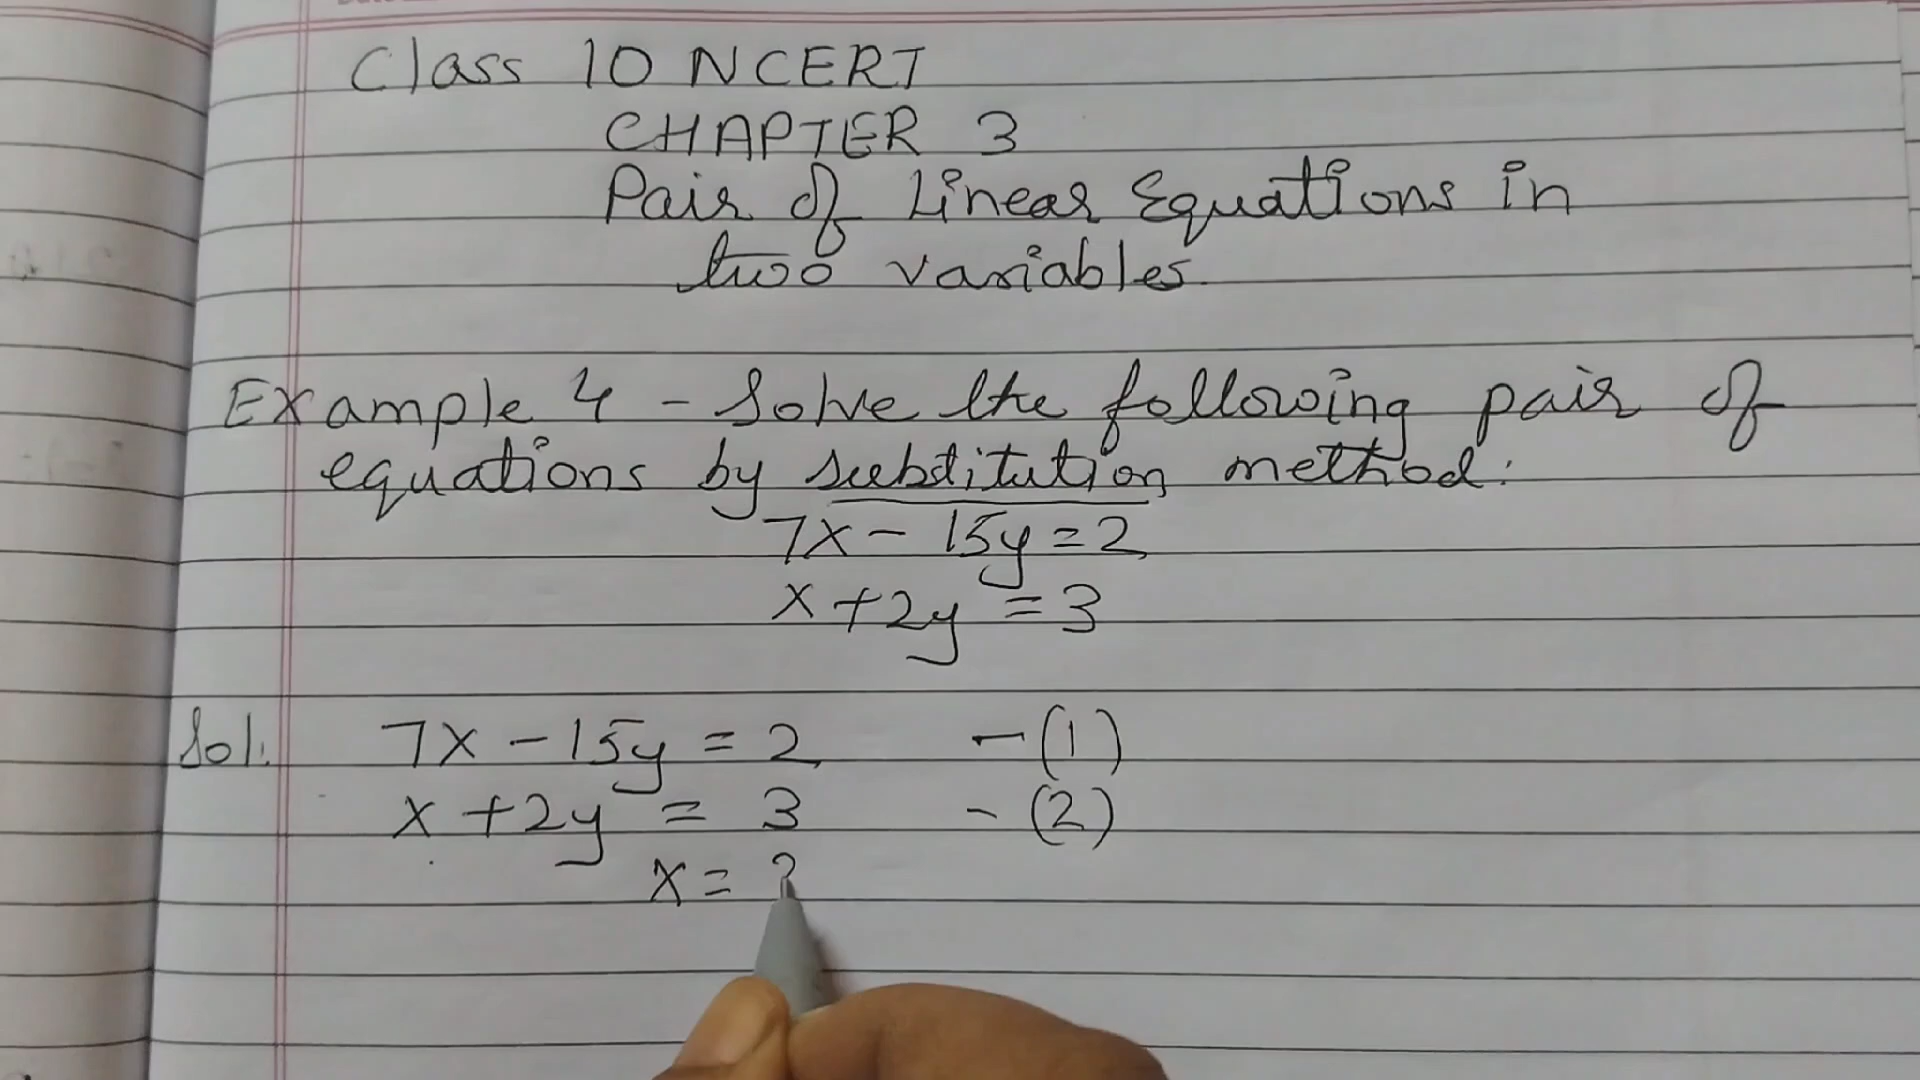 Class 10 NCERT
CHAPTER 3
Pair of Linear Equations in
two variables.
Example 4 - Solve the following pair of
equations by substitution method:
7x - 15y = 2
x + 2y = 3
Sol. 7x - 15y = 2 - (1)
x + 2y = 3 - (2)
x =